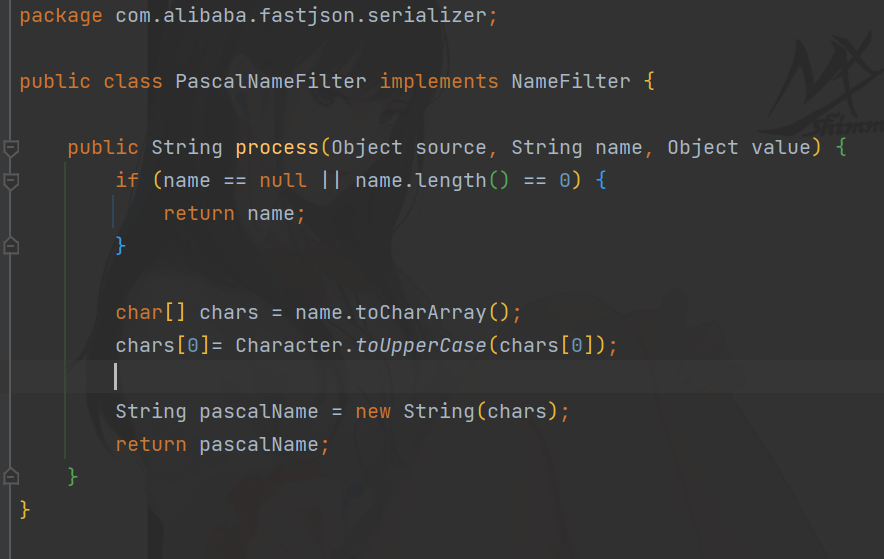 package com.alibaba.fastjson.serializer;
public class PascalNameFilter implements NameFilter {
public String process(Object source, String name, Object value) {
if (name == null || name.length() == 0) {
return name;
}
char[] chars = name.toCharArray();
chars[0]= Character.toUpperCase(chars[0]);
String pascalName = new String(chars);
return pascalName;
}
}